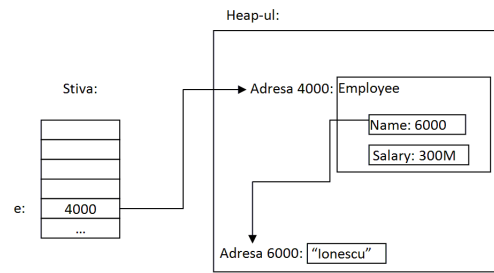 Heap-ul:
Stiva:
Adresa 4000: Employee
Name: 6000
Salary: 300M
e: 4000
...
Adresa 6000: “Ionescu”